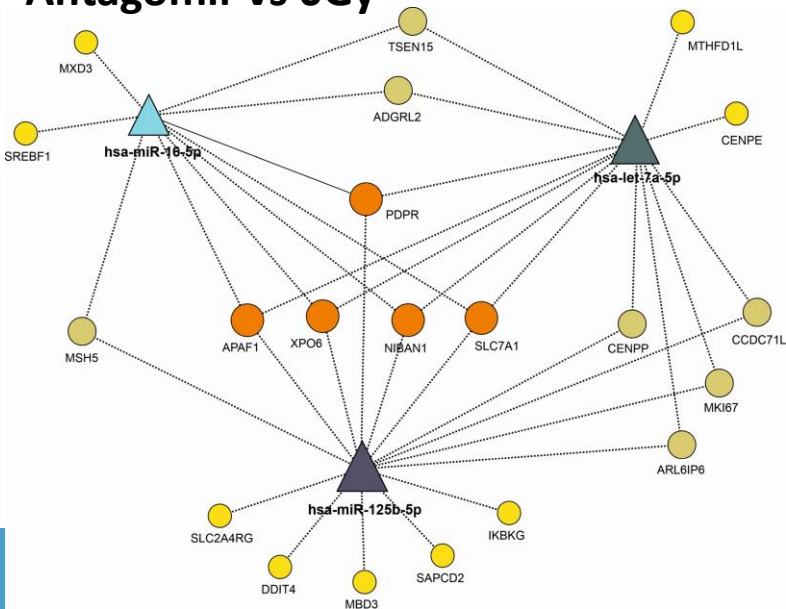 Antagomir vs 6Gy
TSEN15
MXD3
MTHFD1L
ADGRL2
CENPE
SREBF1
hsa-miR-16-5p
hsa-let-7a-5p
PDPR
MSH5
APAF1
XPO6
NIBAN1
SLC7A1
CENPP
CCDC71L
MKI67
ARL6IP6
hsa-miR-125b-5p
SLC2A4RG
IKBKG
DDIT4
SAPCD2
MBD3